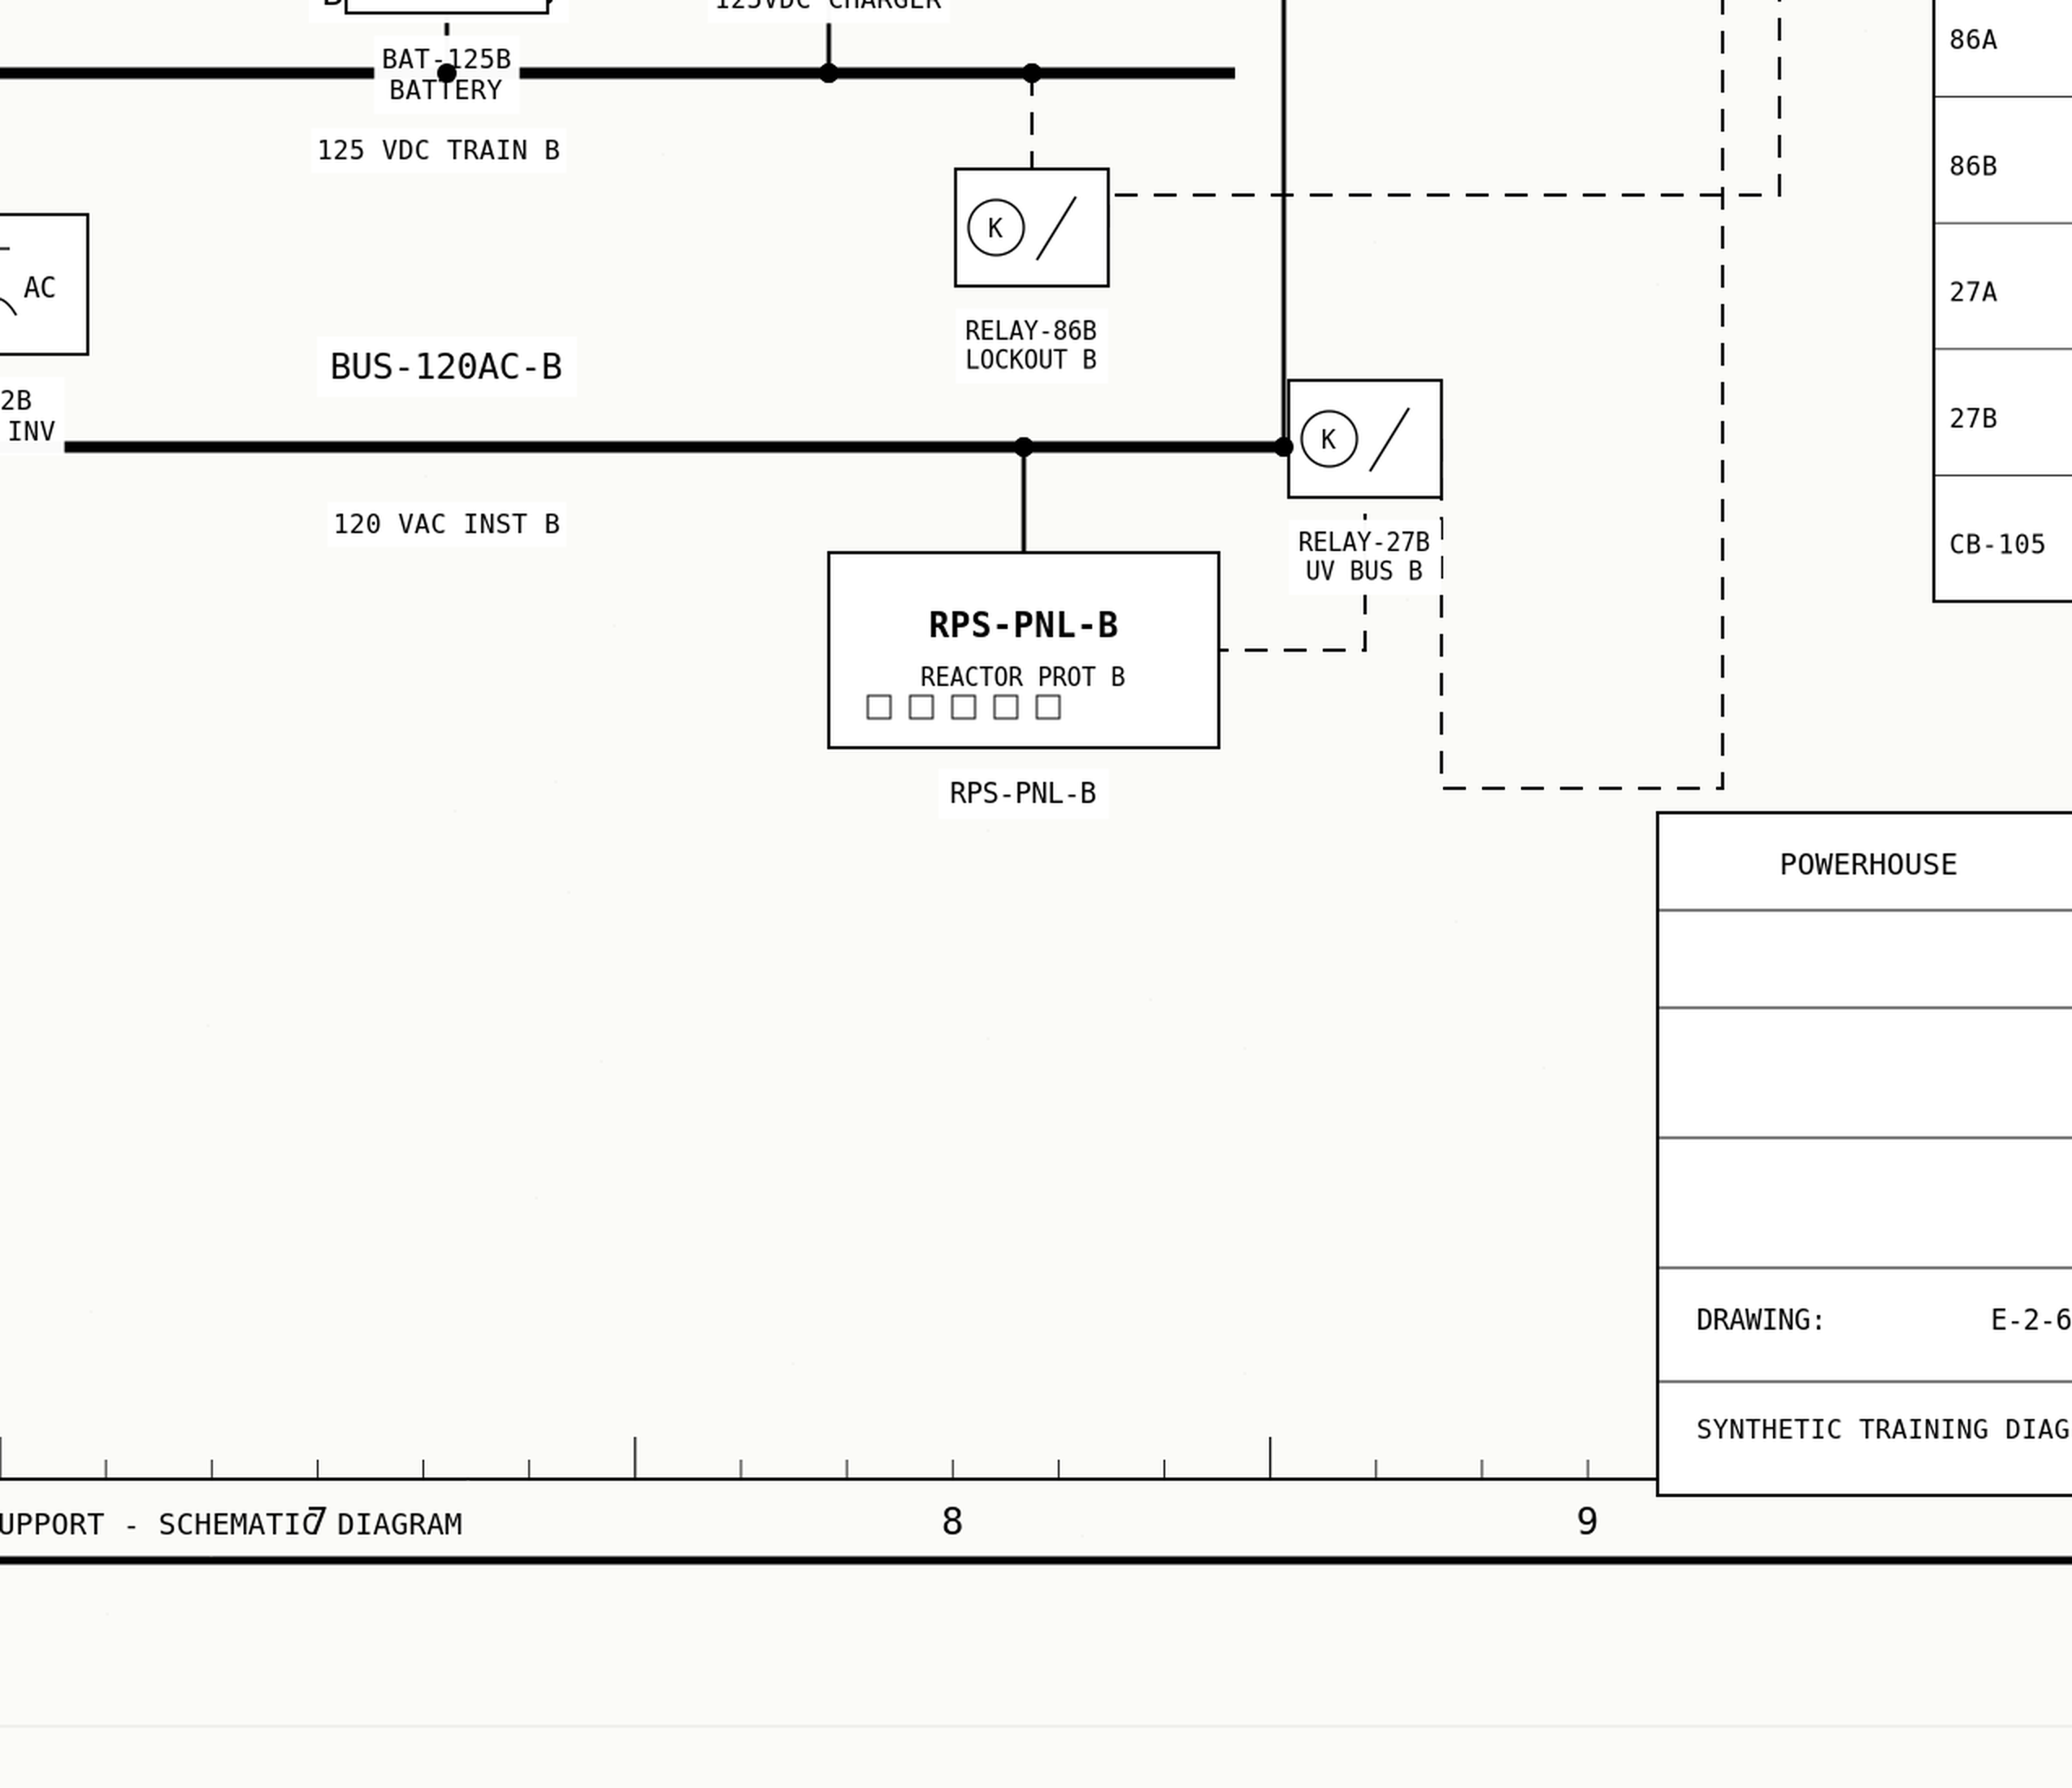 125VDC CHARGER
86A
BAT-125B
BATTERY
125 VDC TRAIN B
86B
K
AC
27A
RELAY-86B
LOCKOUT B
BUS-120AC-B
2B
INV
27B
K
120 VAC INST B
RELAY-27B
UV BUS B
CB-105
RPS-PNL-B
REACTOR PROT B
RPS-PNL-B
POWERHOUSE
DRAWING: E-2-6
SYNTHETIC TRAINING DIAG
UPPORT - SCHEMATIC DIAGRAM
7 8 9